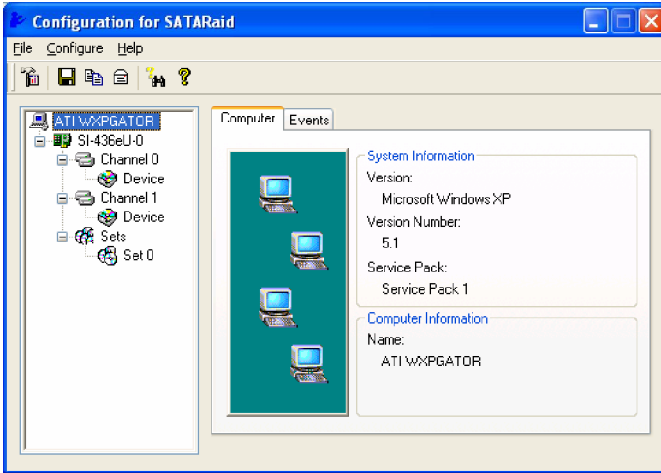 Configuration for SATARaid
File Configure Help
ATI WXPGATOR
SI-436eU-0
Channel 0
Device
Channel 1
Device
Sets
Set 0
Computer Events
System Information
Version:
Microsoft Windows XP
Version Number:
5.1
Service Pack:
Service Pack 1
Computer Information
Name:
ATI WXPGATOR